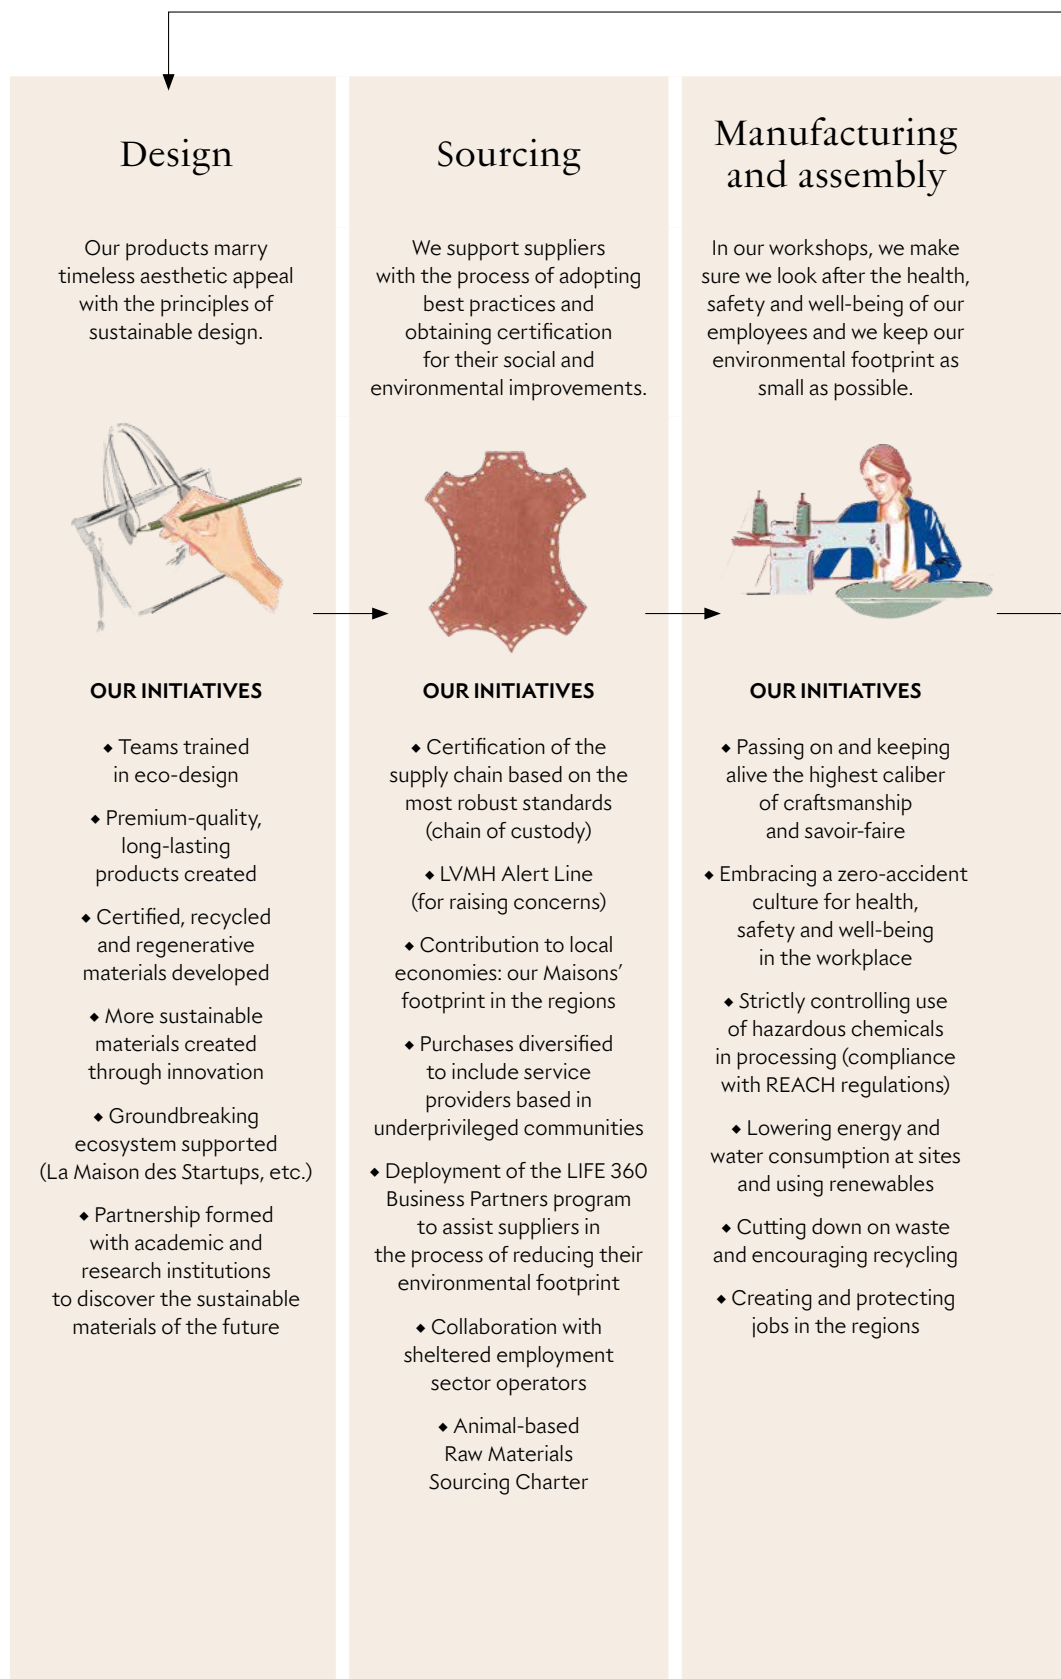 Design
Our products marry
timeless aesthetic appeal
with the principles of
sustainable design.
OUR INITIATIVES
◆ Teams trained
in eco-design
◆ Premium-quality,
long-lasting
products created
◆ Certified, recycled
and regenerative
materials developed
◆ More sustainable
materials created
through innovation
◆ Groundbreaking
ecosystem supported
(La Maison des Startups, etc.)
◆ Partnership formed
with academic and
research institutions
to discover the sustainable
materials of the future
Sourcing
We support suppliers
with the process of adopting
best practices and
obtaining certification
for their social and
environmental improvements.
OUR INITIATIVES
◆ Certification of the
supply chain based on the
most robust standards
(chain of custody)
◆ LVMH Alert Line
(for raising concerns)
◆ Contribution to local
economies: our Maisons’
footprint in the regions
◆ Purchases diversified
to include service
providers based in
underprivileged communities
◆ Deployment of the LIFE 360
Business Partners program
to assist suppliers in
the process of reducing their
environmental footprint
◆ Collaboration with
sheltered employment
sector operators
◆ Animal-based
Raw Materials
Sourcing Charter
Manufacturing
and assembly
In our workshops, we make
sure we look after the health,
safety and well-being of our
employees and we keep our
environmental footprint as
small as possible.
OUR INITIATIVES
◆ Passing on and keeping
alive the highest caliber
of craftsmanship
and savoir-faire
◆ Embracing a zero-accident
culture for health,
safety and well-being
in the workplace
◆ Strictly controlling use
of hazardous chemicals
in processing (compliance
with REACH regulations)
◆ Lowering energy and
water consumption at sites
and using renewables
◆ Cutting down on waste
and encouraging recycling
◆ Creating and protecting
jobs in the regions